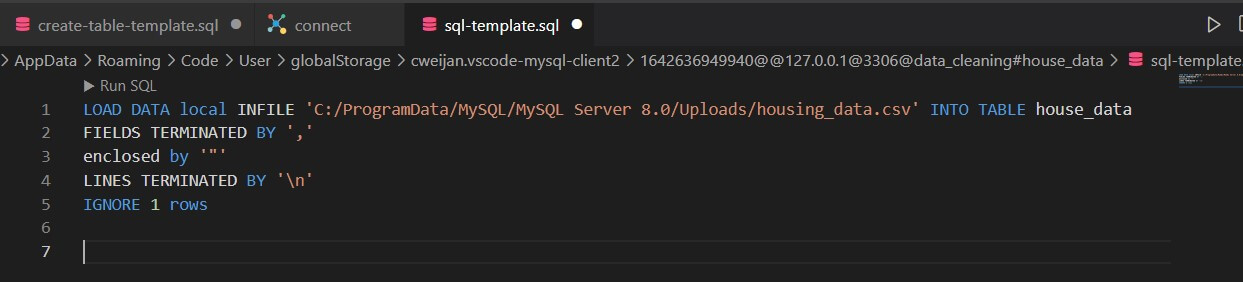 create-table-template.sql connect sql-template.sql
> AppData > Roaming > Code > User > globalStorage > cweijan.vscode-mysql-client2 > 1642636949940@@127.0.0.1@3306@data_cleaning#house_data > sql-template
Run SQL
1 LOAD DATA local INFILE 'C:/ProgramData/MySQL/MySQL Server 8.0/Uploads/housing_data.csv' INTO TABLE house_data
2 FIELDS TERMINATED BY ','
3 enclosed by '"'
4 LINES TERMINATED BY '\n'
5 IGNORE 1 rows
6
7